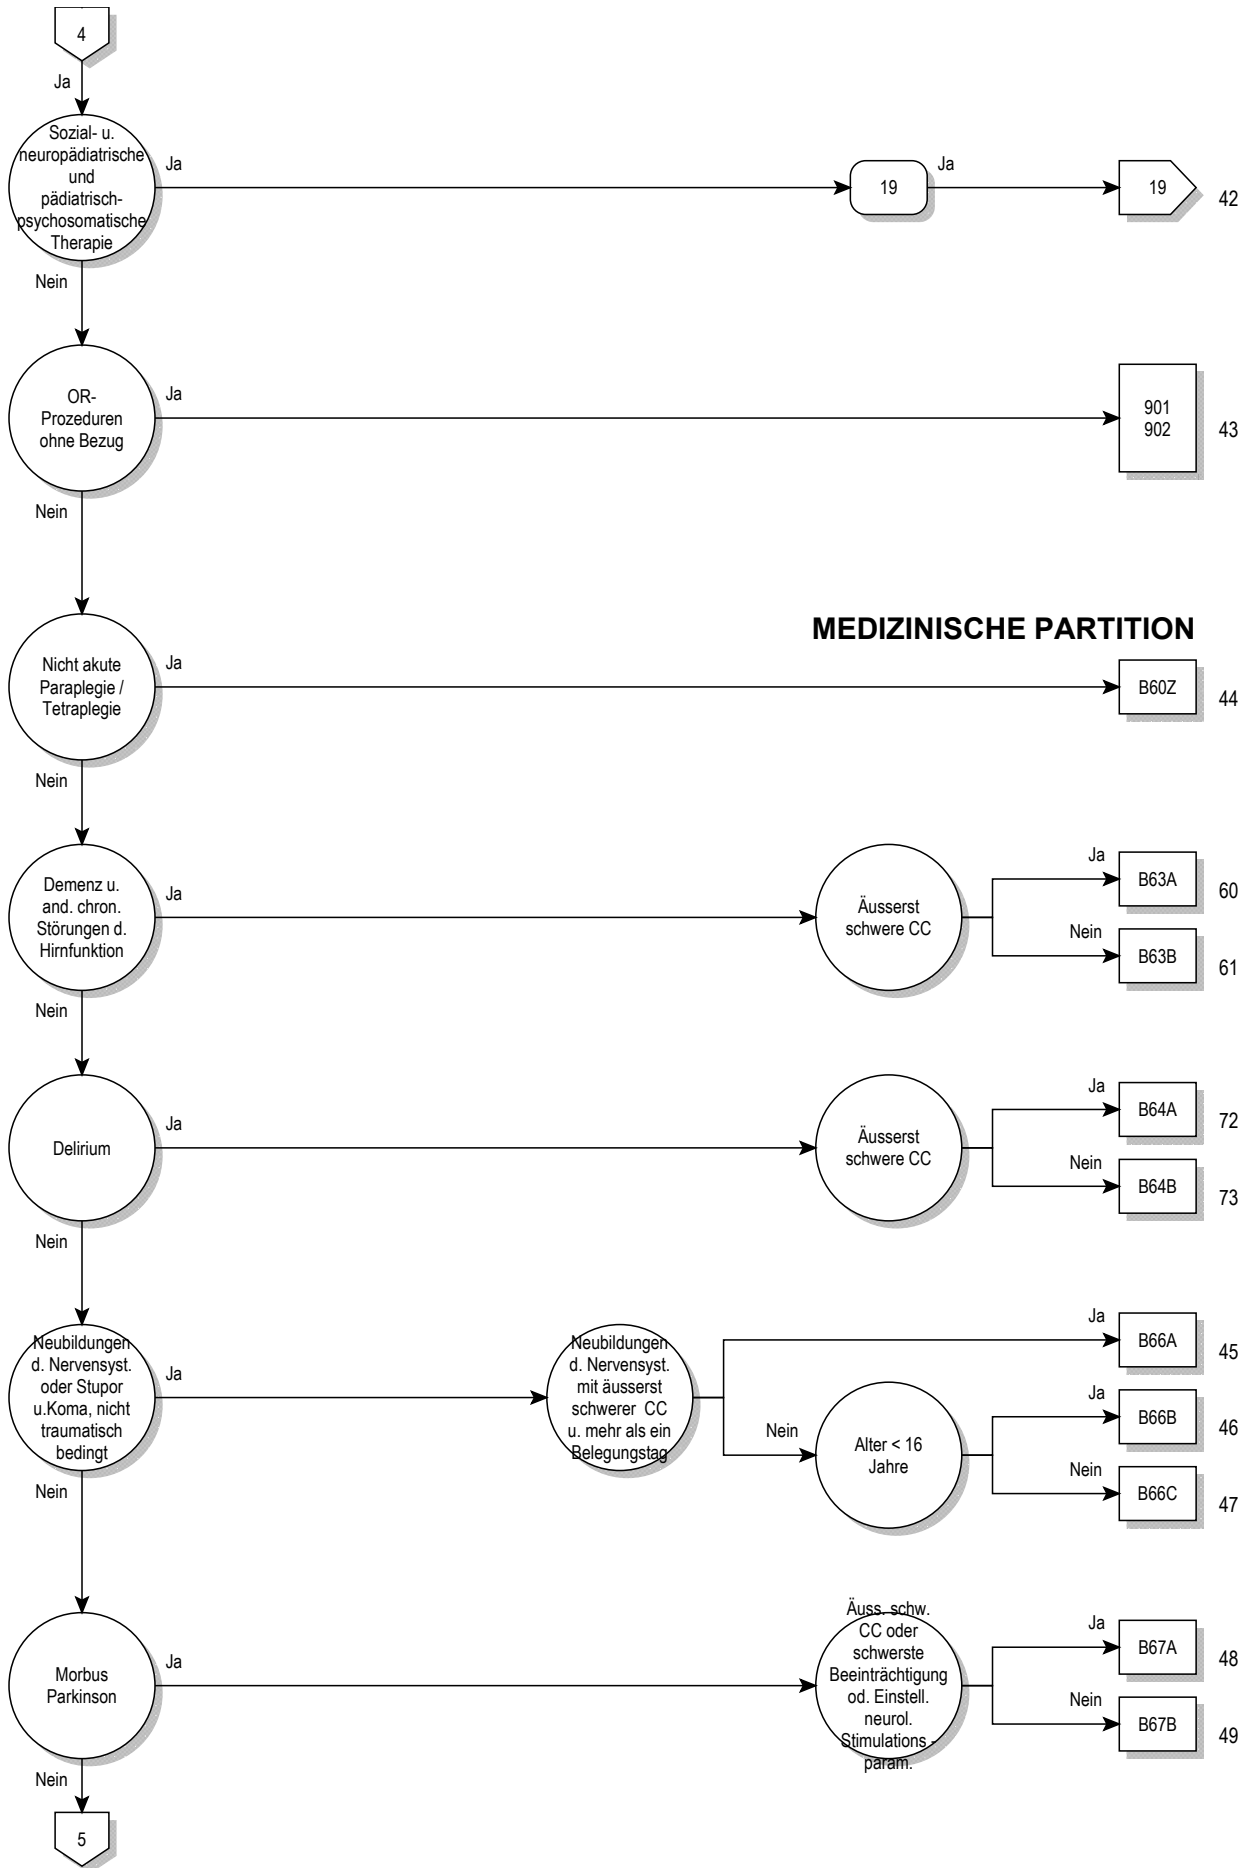 4
Ja
Sozial- u.
neuropädiatrische
und
pädiatrisch-
psychosomatische
Therapie
Ja
19
Ja
19
42
Nein
OR-
Prozeduren
ohne Bezug
Ja
901
902
43
Nein
MEDIZINISCHE PARTITION
Nicht akute
Paraplegie /
Tetraplegie
Ja
B60Z
44
Nein
Demenz u.
and. chron.
Störungen d.
Hirnfunktion
Ja
Äusserst
schwere CC
Ja
B63A
60
Nein
B63B
61
Nein
Delirium
Ja
Äusserst
schwere CC
Ja
B64A
72
Nein
B64B
73
Nein
Neubildungen
d. Nervensyst.
oder Stupor
u.Koma, nicht
traumatisch
bedingt
Ja
Neubildungen
d. Nervensyst.
mit äusserst
schwerer CC
u. mehr als ein
Belegungstag
Ja
B66A
45
Nein
Alter < 16
Jahre
Ja
B66B
46
Nein
B66C
47
Nein
Morbus
Parkinson
Ja
Äuss. schw.
CC oder
schwerste
Beeinträchtigung
od. Einstell.
neurol.
Stimulations -
param.
Ja
B67A
48
Nein
B67B
49
Nein
5